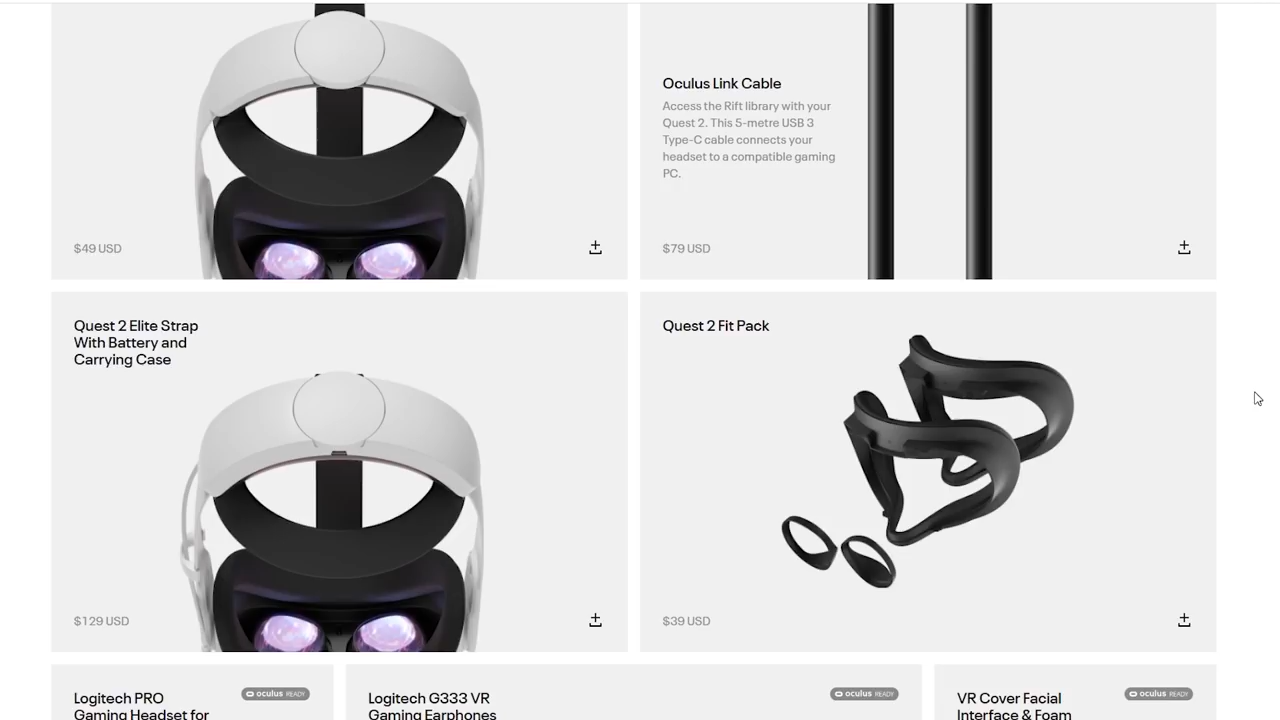 $49 USD
Oculus Link Cable
Access the Rift library with your
Quest 2. This 5-metre USB 3
Type-C cable connects your
headset to a compatible gaming
PC.
$79 USD
Quest 2 Elite Strap
With Battery and
Carrying Case
$129 USD
Quest 2 Fit Pack
$39 USD
Logitech PRO
Gaming Headset for
oculus READY
Logitech G333 VR
Gaming Earphones
oculus READY
VR Cover Facial
Interface & Foam
oculus READY